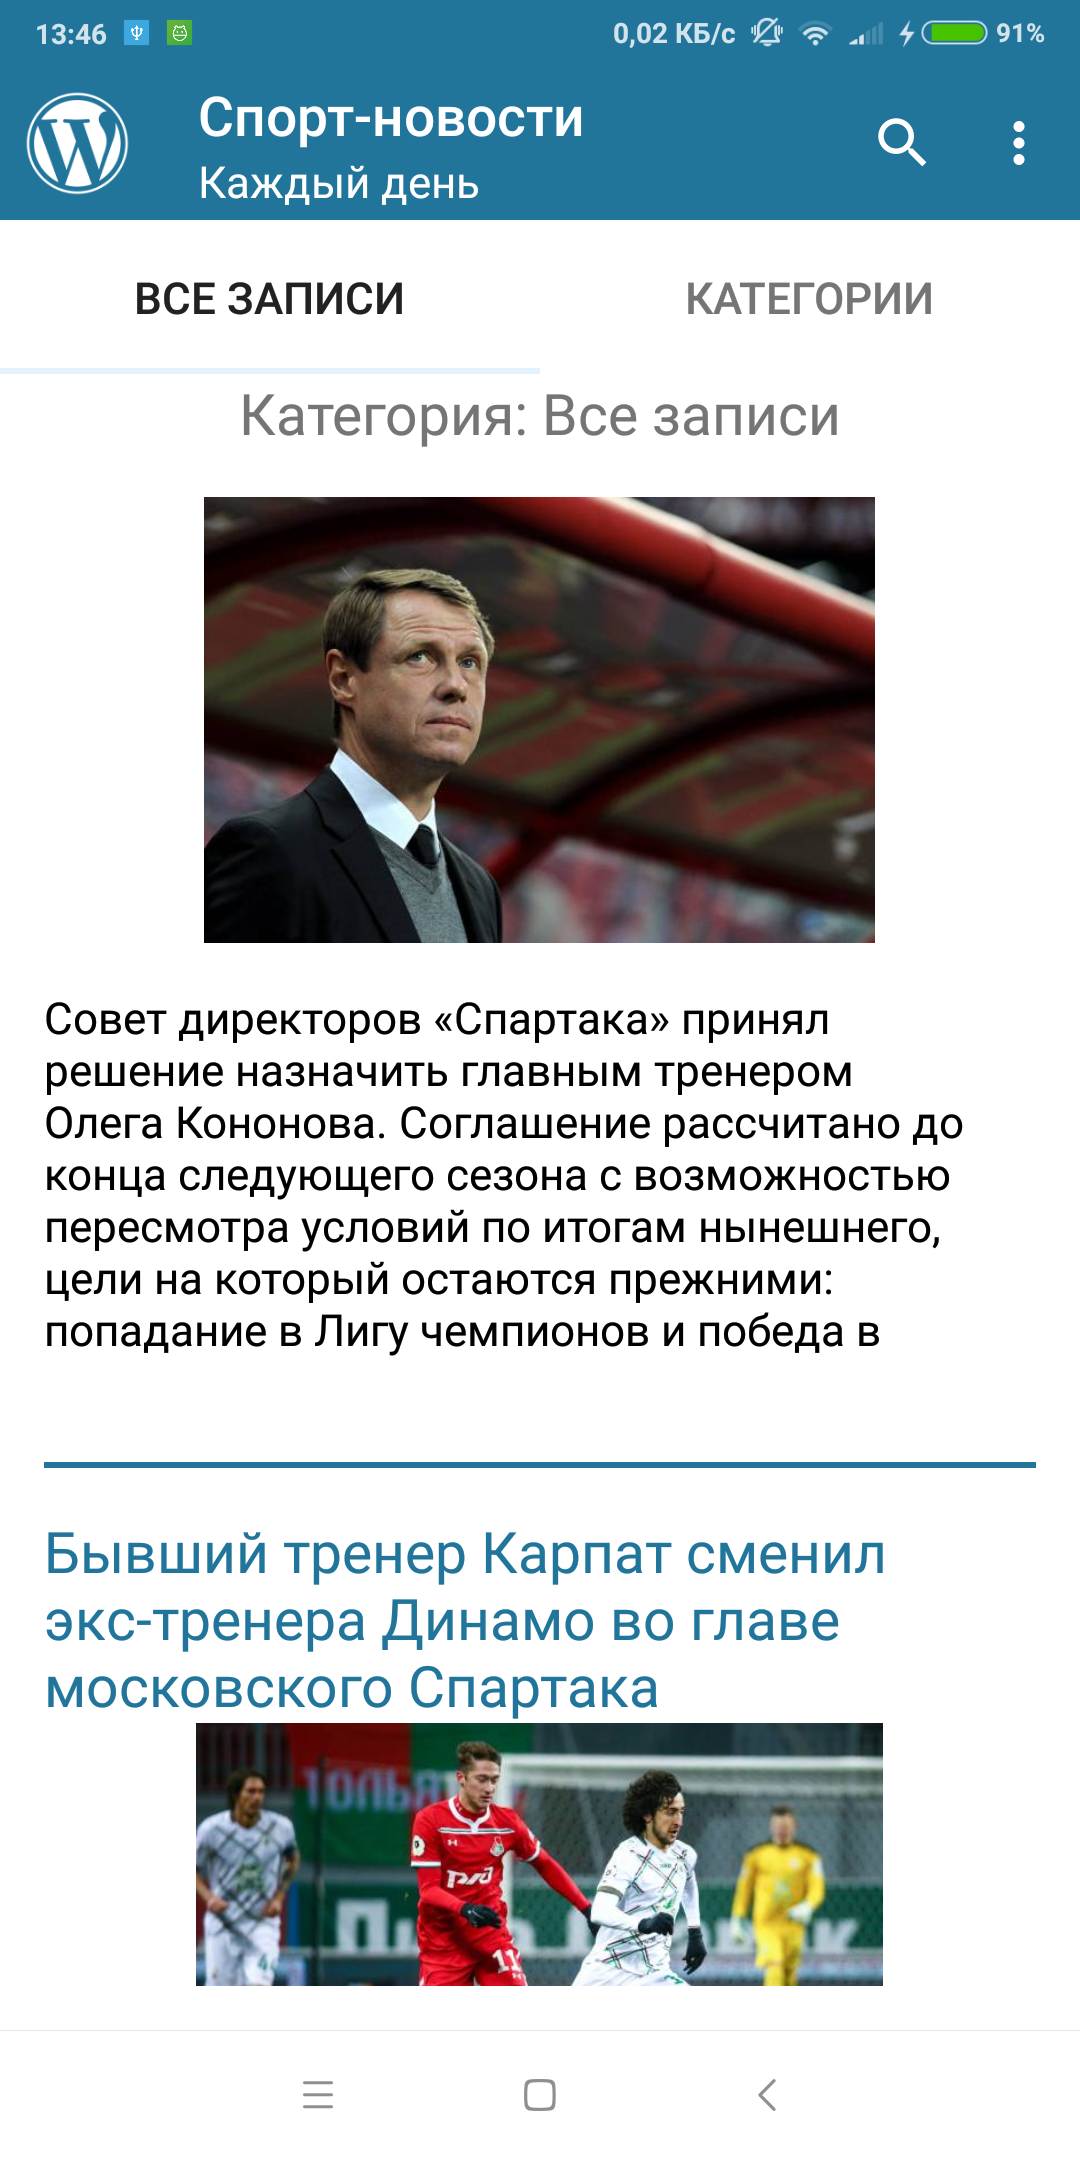 13:46
0,02 КБ/с
91%
Спорт-новости
Каждый день
ВСЕ ЗАПИСИ
КАТЕГОРИИ
Категория: Все записи
Совет директоров «Спартака» принял
решение назначить главным тренером
Олега Кононова. Соглашение рассчитано до
конца следующего сезона с возможностью
пересмотра условий по итогам нынешнего,
цели на который остаются прежними:
попадание в Лигу чемпионов и победа в
Бывший тренер Карпат сменил
экс-тренера Динамо во главе
московского Спартака
РЖД
11